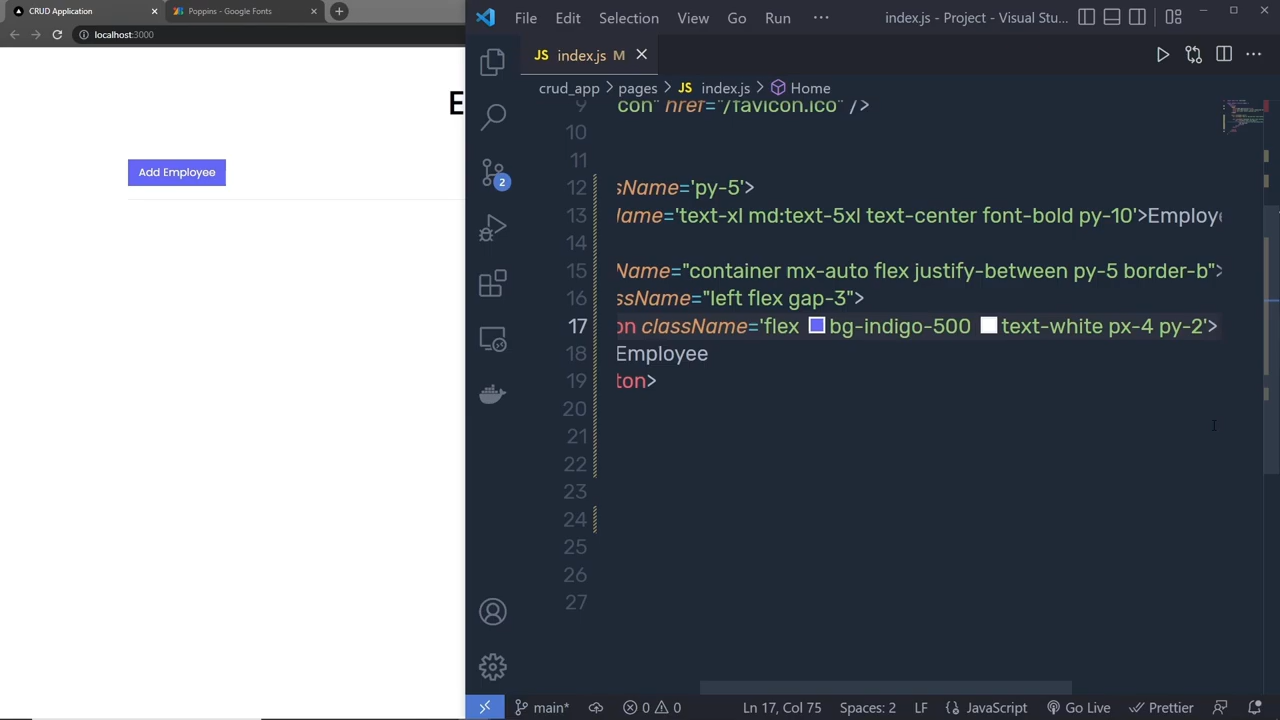 CRUD Application
Poppins - Google Fonts
localhost:3000
E
Add Employee
File Edit Selection View Go Run ··· index.js - Project - Visual Stu...
JS index.js M
crud_app > pages > JS index.js > Home
9 con" href="/favicon.ico" />
10
11
12 sName='py-5'>
13 Name='text-xl md:text-5xl text-center font-bold py-10'>Employe
14
15 Name="container mx-auto flex justify-between py-5 border-b">
16 ssName="left flex gap-3">
17 on className='flex bg-indigo-500 text-white px-4 py-2'>
18 Employee
19 ton>
20
21
22
23
24
25
26
27
2
main* 0 0 Ln 17, Col 75 Spaces: 2 LF JavaScript Go Live Prettier